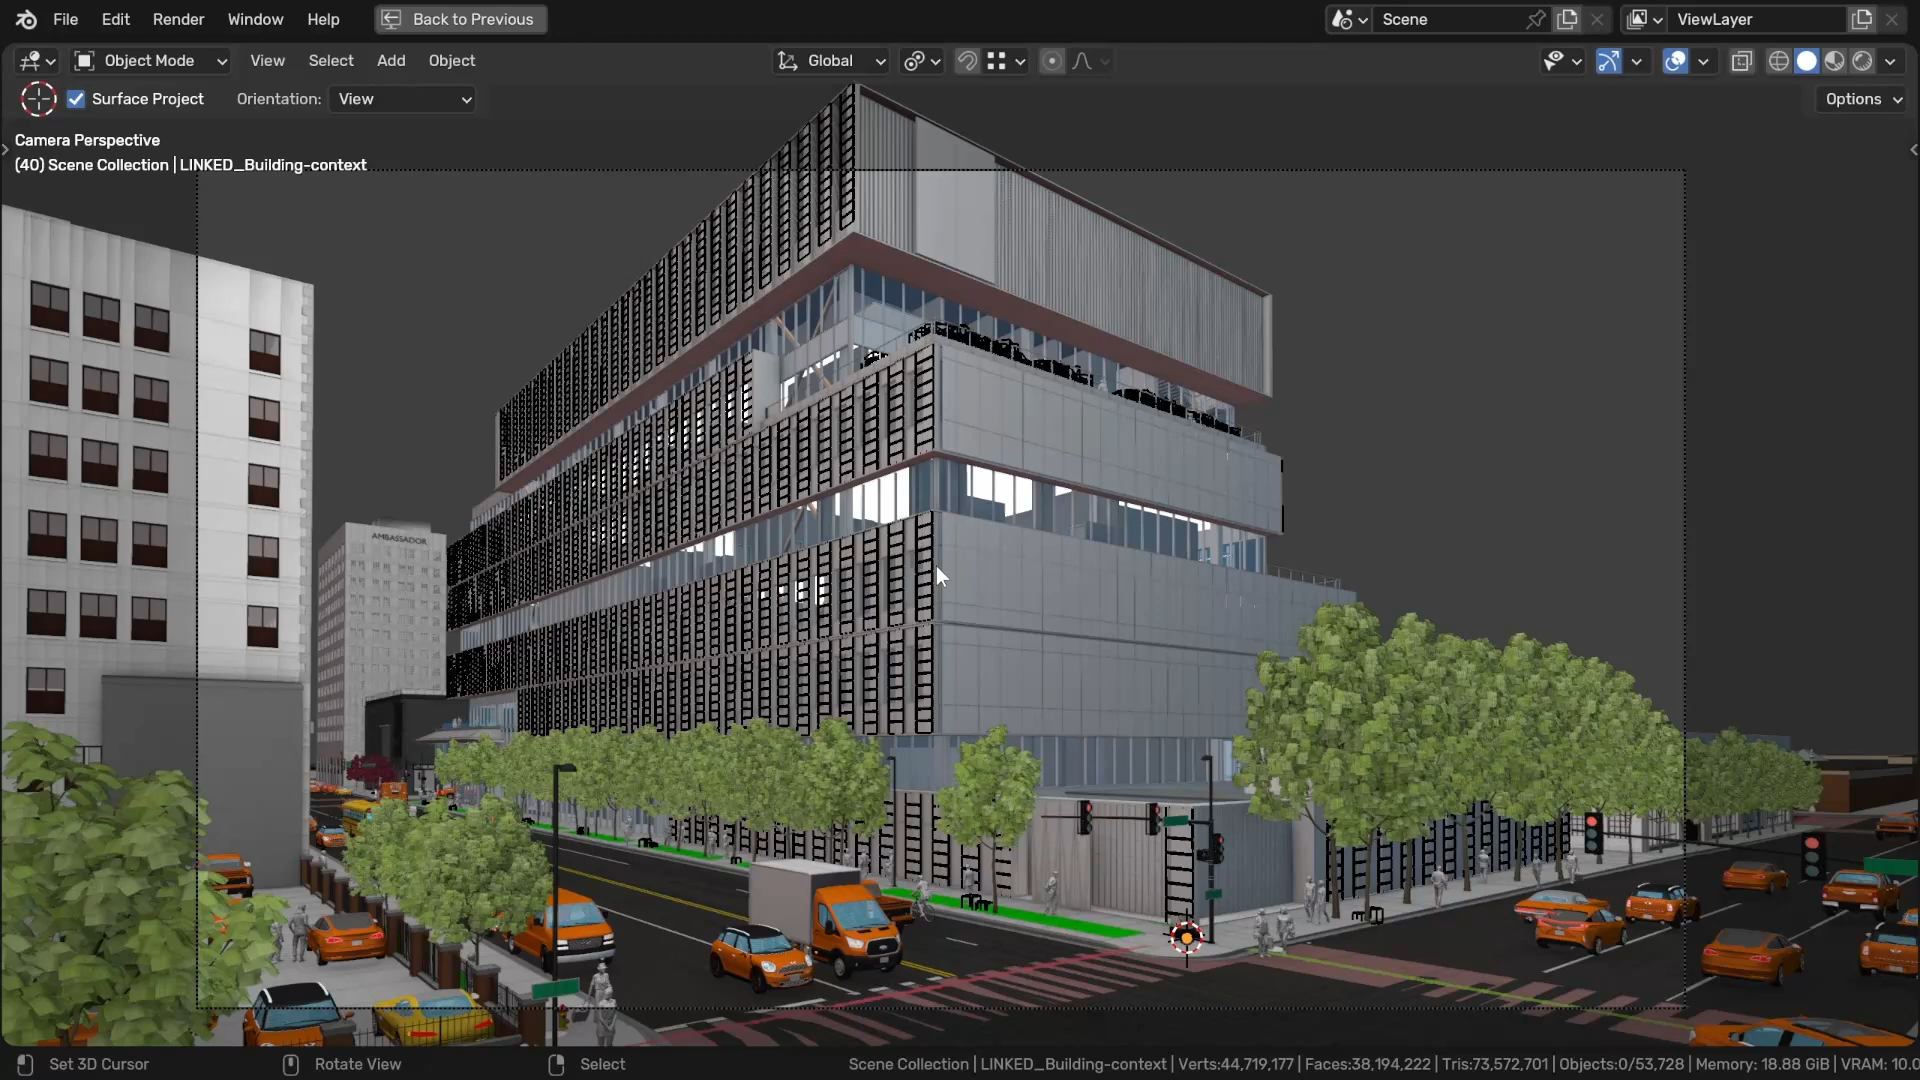 File Edit Render Window Help Back to Previous Scene ViewLayer
Object Mode View Select Add Object Global
Surface Project Orientation: View Options
Camera Perspective
(40) Scene Collection | LINKED_Building-context
AMBASSADOR
Set 3D Cursor Rotate View Select Scene Collection | LINKED_Building-context | Verts:44,719,177 | Faces:38,194,222 | Tris:73,572,701 | Objects:0/53,728 | Memory: 18.88 GiB | VRAM: 10.0